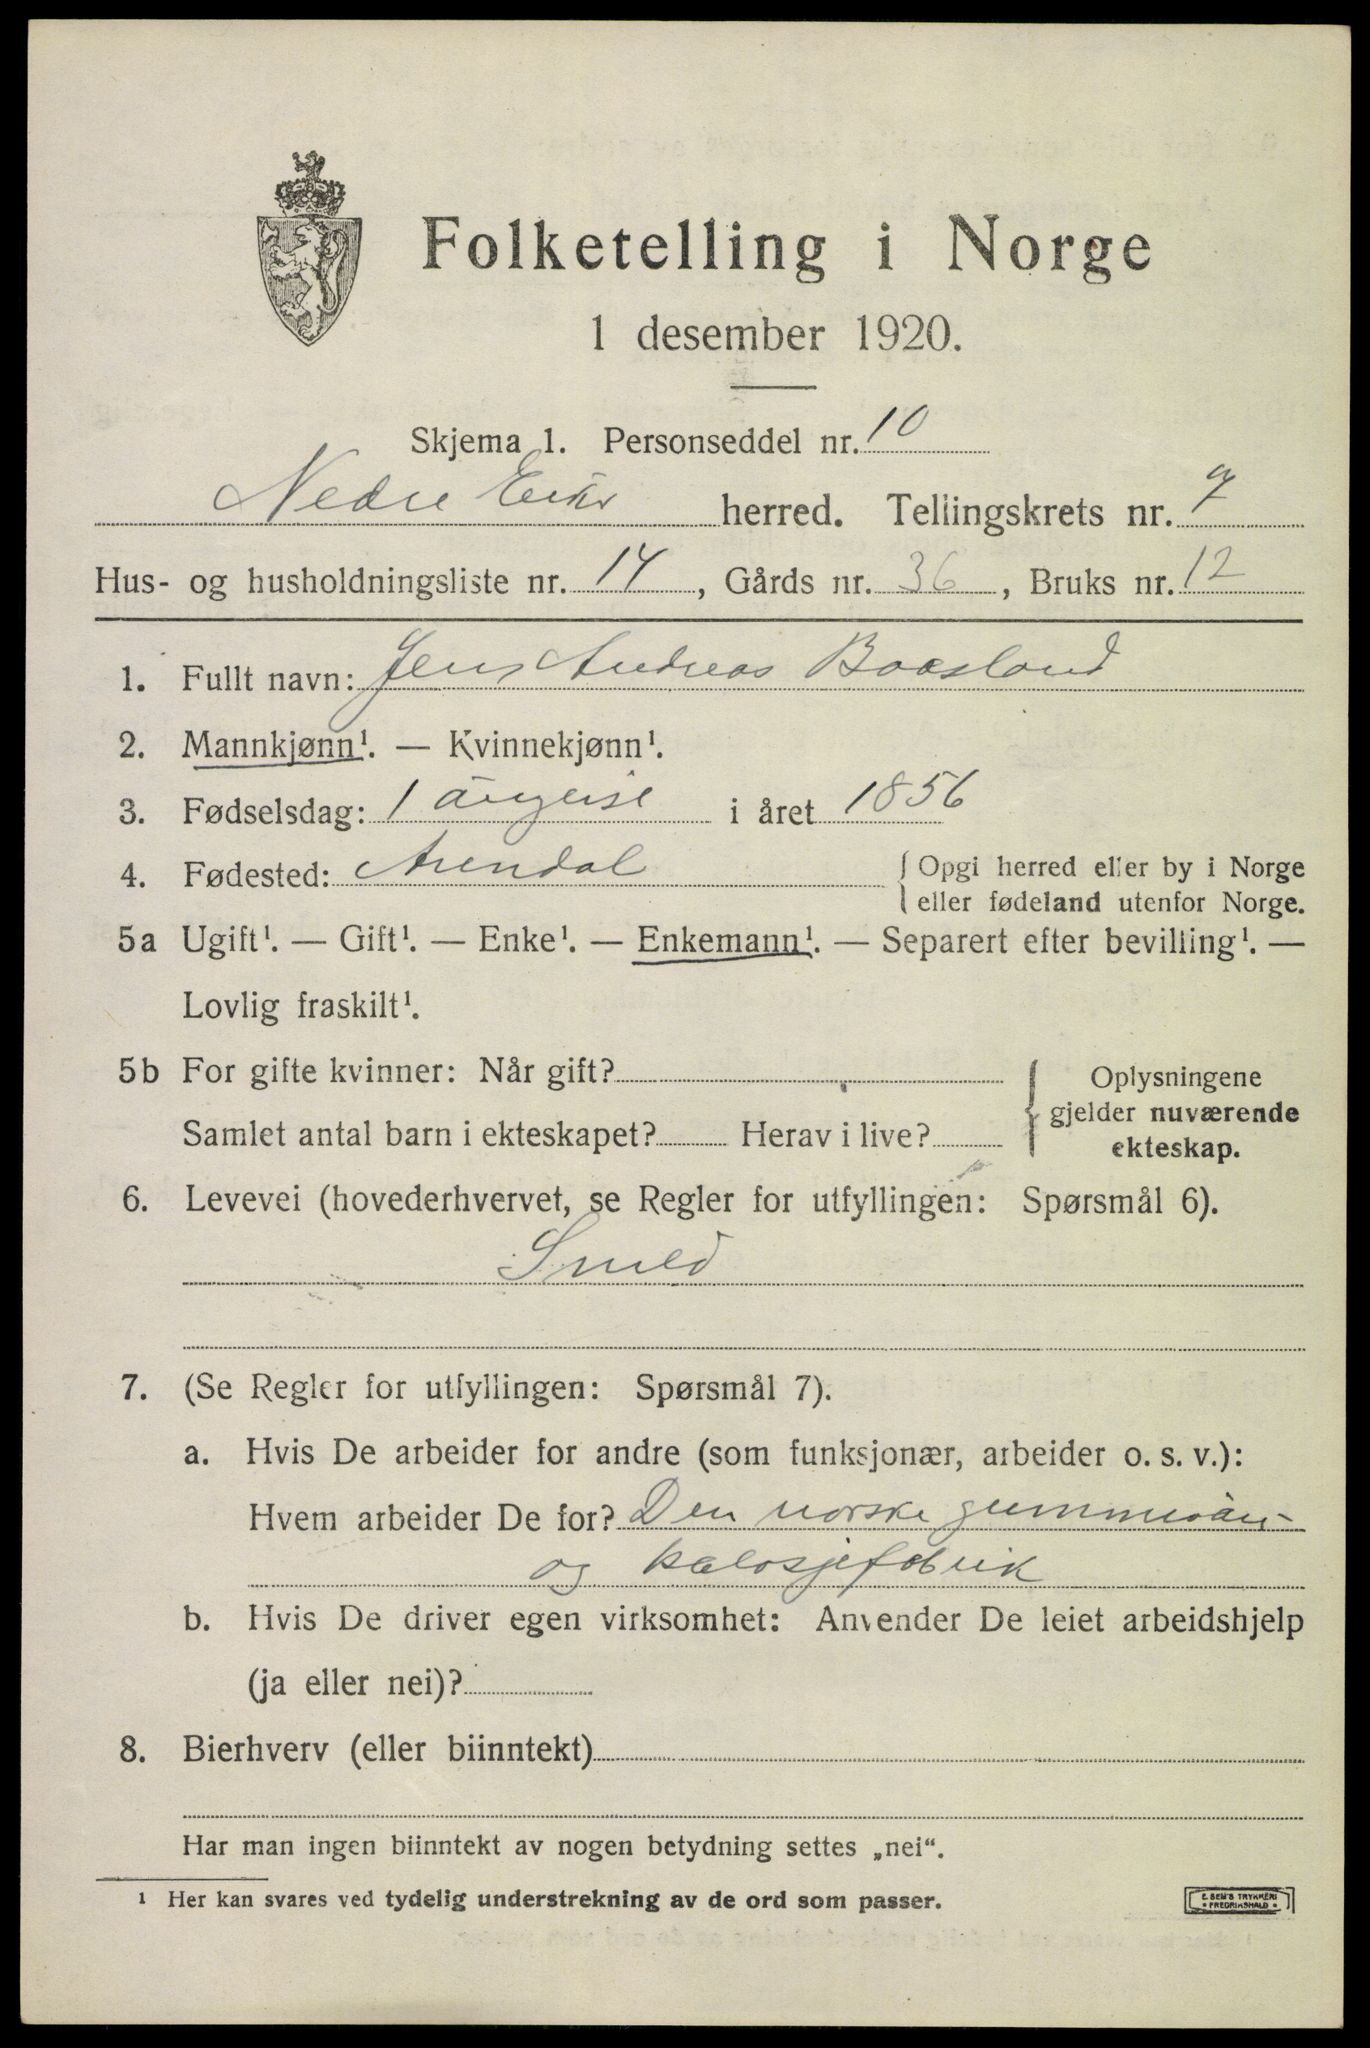 Folketelling i Norge
1 desember 1920.
Skjema 1. Personseddel nr. 10
Nedre Eiker herred. Tellingskrets nr. 7
Hus- og husholdningsliste nr. 14, Gårds nr. 36, Bruks nr. 12
1. Fullt navn: Jens Andreas Baasland
2. Mannkjønn¹. — Kvinnekjønn¹.
3. Fødselsdag: 1 august i året 1856
4. Fødested: Arendal { Opgi herred eller by i Norge
eller fødeland utenfor Norge.
5a Ugift¹. — Gift¹. — Enke¹. — Enkemann¹. — Separert efter bevilling¹. —
Lovlig fraskilt¹.
5b For gifte kvinner: Når gift?
Samlet antal barn i ekteskapet? Herav i live?
{ Oplysningene
gjelder nuværende
ekteskap.
6. Levevei (hovederhvervet, se Regler for utfyllingen: Spørsmål 6).
Smed
7. (Se Regler for utfyllingen: Spørsmål 7).
a. Hvis De arbeider for andre (som funksjonær, arbeider o. s. v.):
Hvem arbeider De for? Den norske
og kalosjefabrik
b. Hvis De driver egen virksomhet: Anvender De leiet arbeidshjelp
(ja eller nei)?
8. Bierhverv (eller biinntekt)
Har man ingen biinntekt av nogen betydning settes „nei“.
¹ Her kan svares ved tydelig understrekning av de ord som passer.
E. SEM'S TRYKKERI
* FREDRIKSHALD *